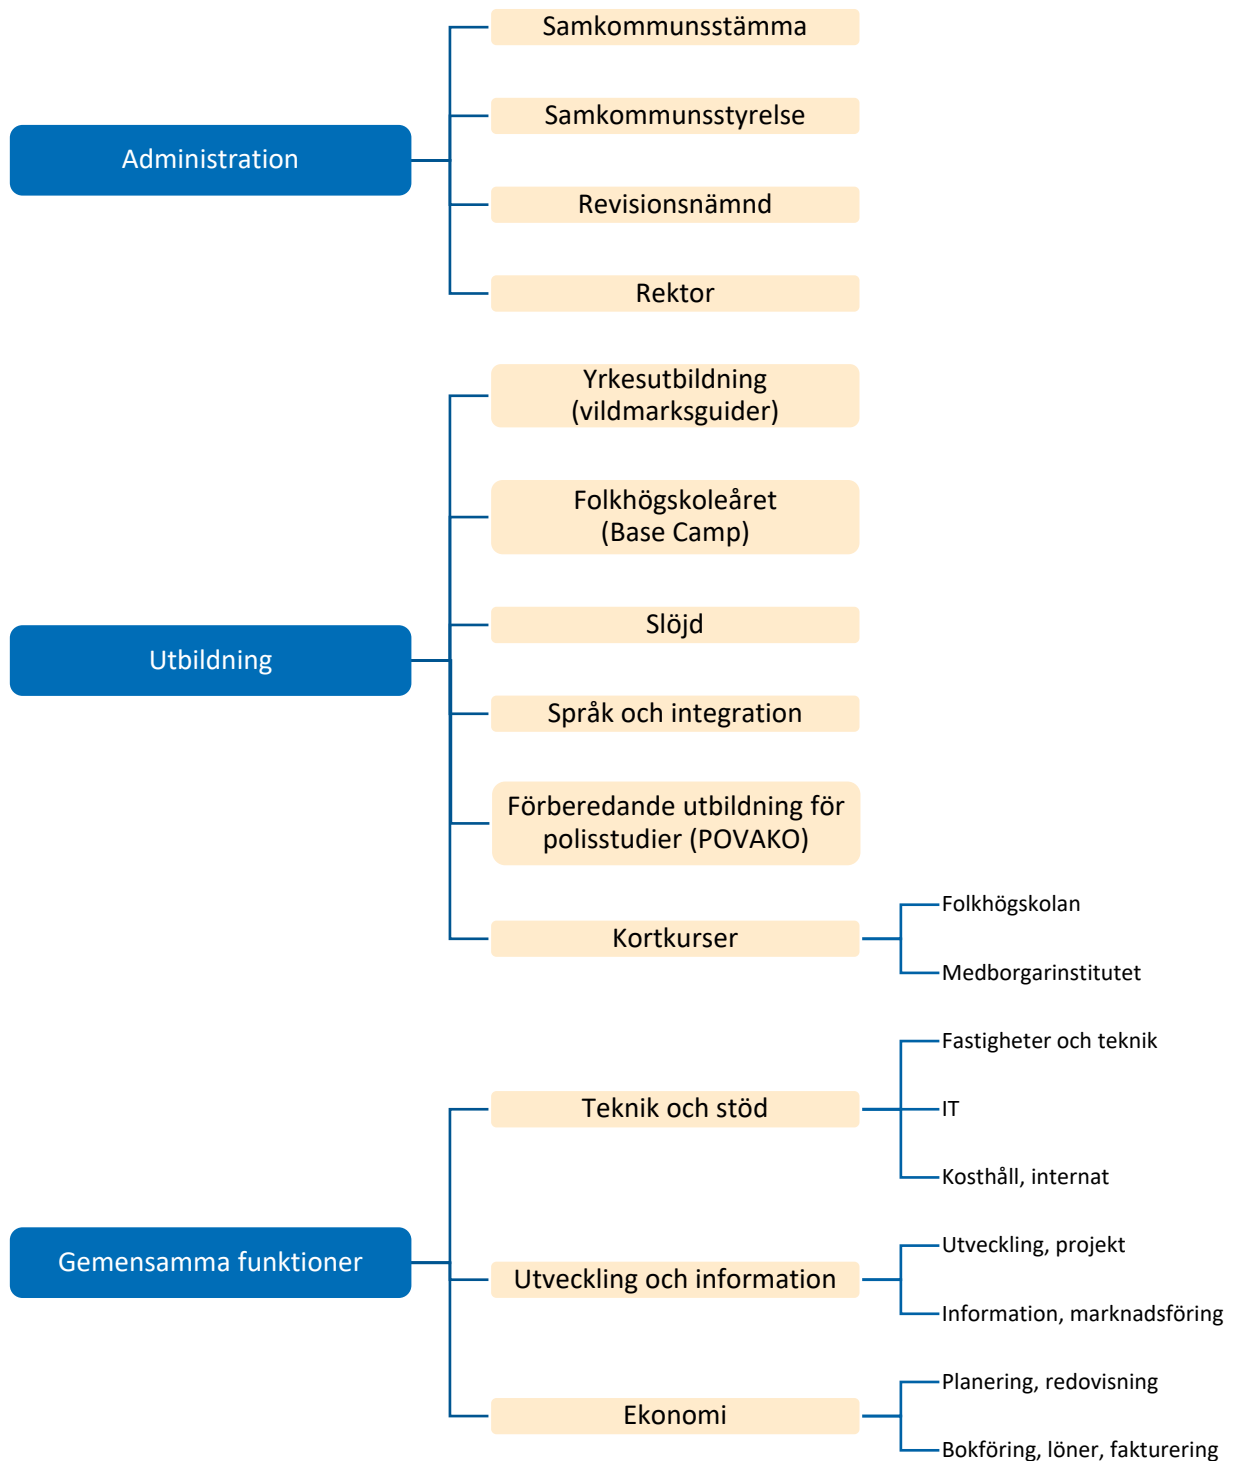 Administration
Samkommunsstämma
Samkommunsstyrelse
Revisionsnämnd
Rektor
Utbildning
Yrkesutbildning
(vildmarksguider)
Folkhögskoleåret
(Base Camp)
Slöjd
Språk och integration
Förberedande utbildning för
polisstudier (POVAKO)
Kortkurser
Folkhögskolan
Medborgarinstitutet
Gemensamma funktioner
Teknik och stöd
Fastigheter och teknik
IT
Kosthåll, internat
Utveckling och information
Utveckling, projekt
Information, marknadsföring
Ekonomi
Planering, redovisning
Bokföring, löner, fakturering